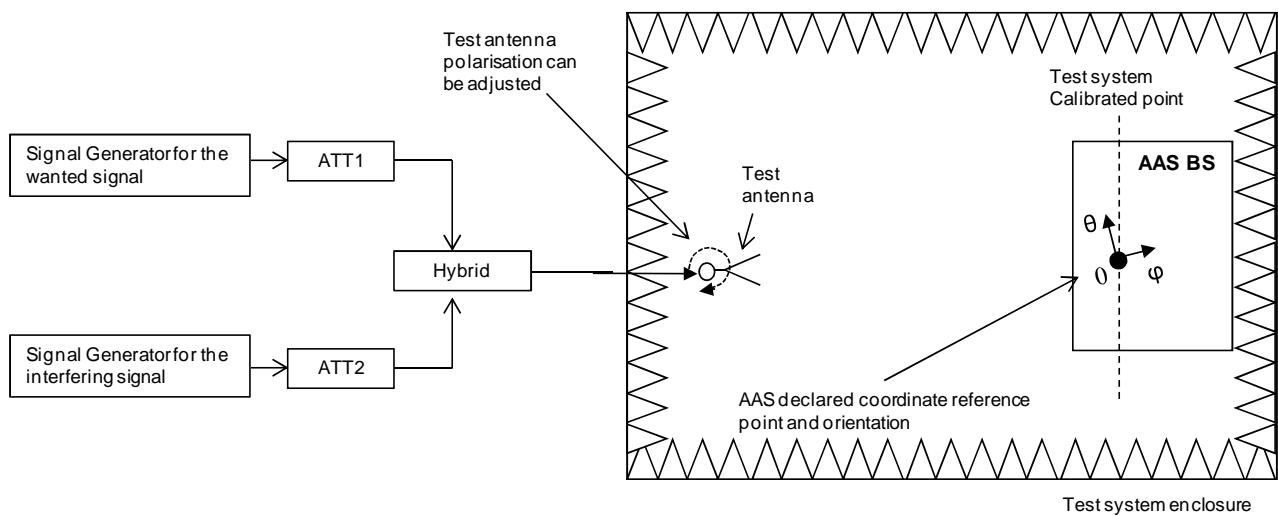 Test antenna
polarisation can
be adjusted
Test system
Calibrated point
Signal Generator for the
wanted signal
ATT1
AAS BS
Test
antenna
θ
Hybrid
0
φ
Signal Generator for the
interfering signal
ATT2
AAS declared coordinate reference
point and orientation
Test system enclosure